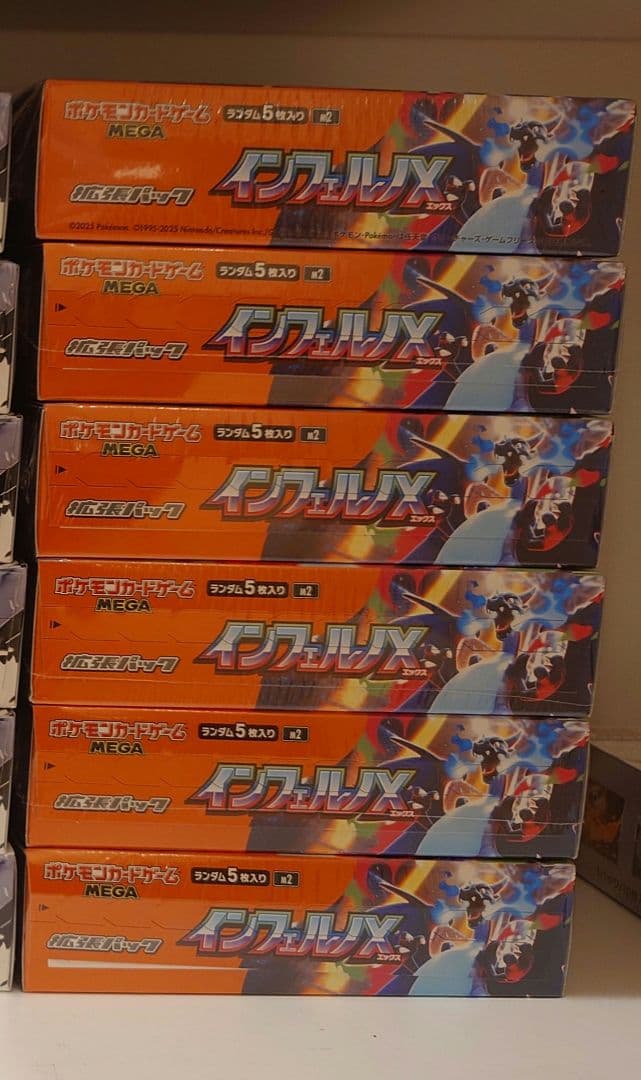 ポケモンカードゲーム
MEGA
ランダム5枚入り M2
インフェルノX
エックス
拡張パック
©2025 Pokémon. ©1995-2025 Nintendo/Creatures Inc./G
ポケモンカードゲーム
MEGA
ランダム5枚入り M2
インフェルノX
エックス
拡張パック
ポケモンカードゲーム
MEGA
ランダム5枚入り M2
インフェルノX
エックス
拡張パック
ポケモンカードゲーム
MEGA
ランダム5枚入り M2
インフェルノX
エックス
拡張パック
ポケモンカードゲーム
MEGA
ランダム5枚入り M2
インフェルノX
エックス
拡張パック
ポケモンカードゲーム
MEGA
ランダム5枚入り M2
インフェルノX
エックス
拡張パック